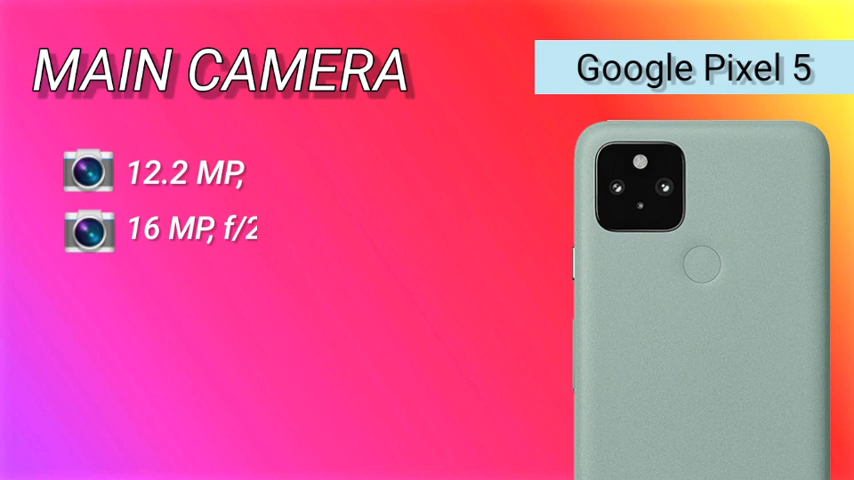 MAIN CAMERA
Google Pixel 5
12.2 MP,
16 MP, f/2